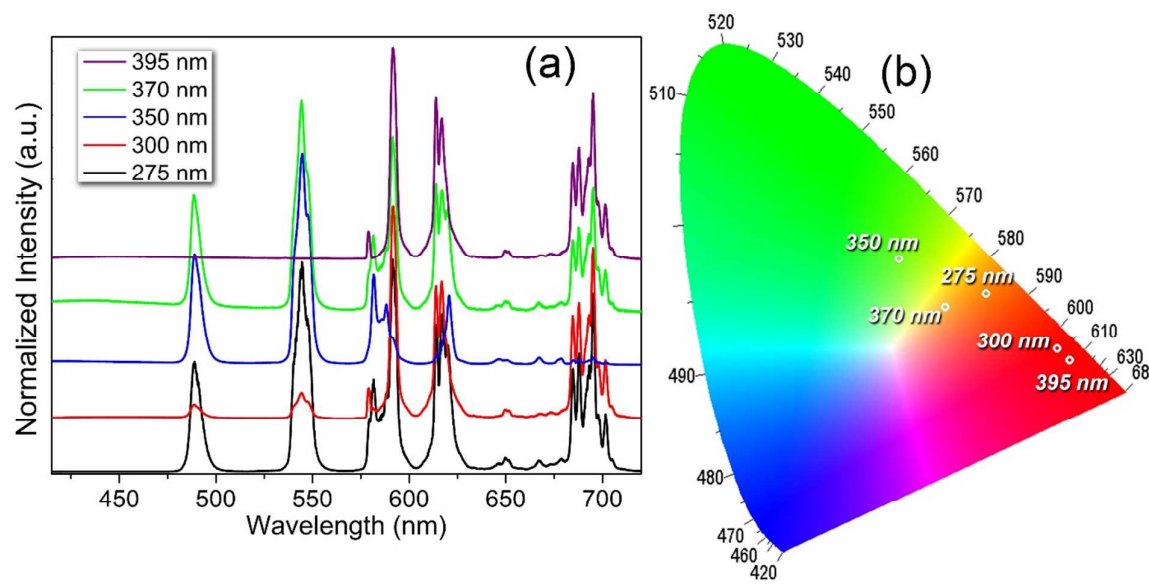 (a)
395 nm
370 nm
350 nm
300 nm
275 nm
Normalized Intensity (a.u.)
450 500 550 600 650 700
Wavelength (nm)
(b)
520
530
540
550
560
570
580
590
600
610
630
68
510
490
480
470
460
420
350 nm
275 nm
370 nm
300 nm
395 nm